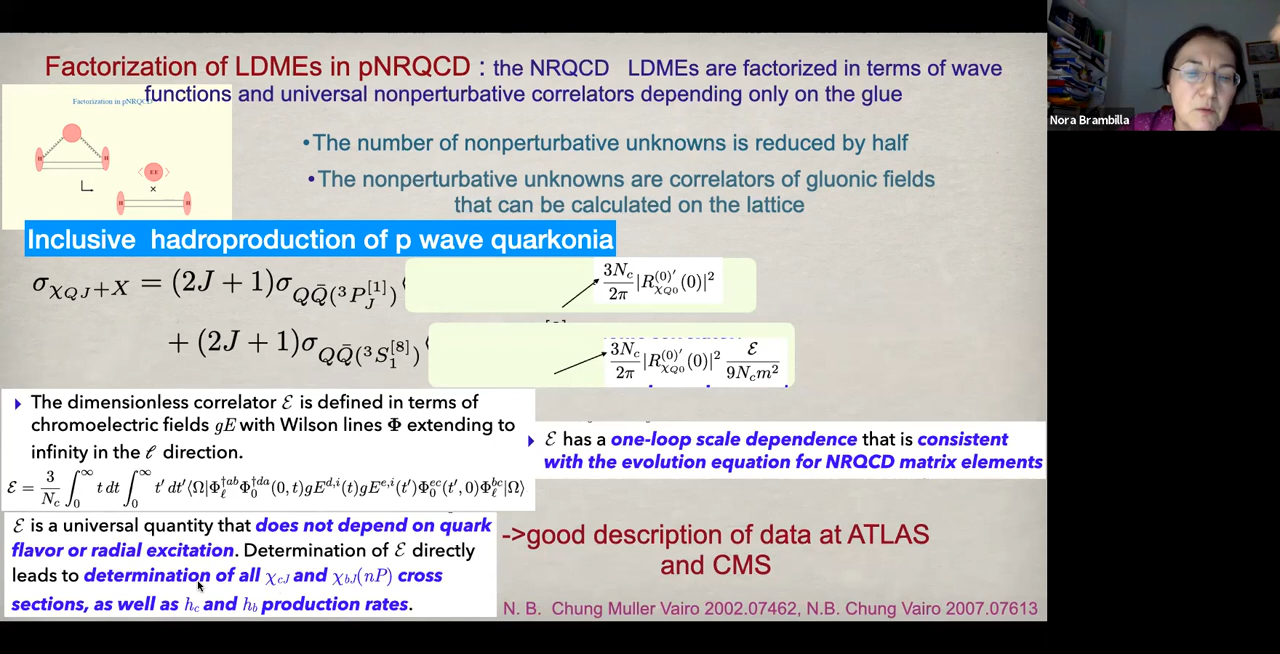 Factorization of LDMEs in pNRQCD : the NRQCD LDMEs are factorized in terms of wave
functions and universal nonperturbative correlators depending only on the glue
Factorization in pNRQCD
•The number of nonperturbative unknowns is reduced by half
•The nonperturbative unknowns are correlators of gluonic fields
that can be calculated on the lattice
Nora Brambilla
Inclusive hadroproduction of p wave quarkonia
σ_{χ_{QJ}+X} = (2J + 1)σ_{QQ̄(³P_J^{[1]})} 3N_c/2π |R^{(0)′}_{χ_{Q0}}(0)|²
+ (2J + 1)σ_{QQ̄(³S_1^{[8]})} 3N_c/2π |R^{(0)′}_{χ_{Q0}}(0)|² ℰ/9N_c m²
The dimensionless correlator ℰ is defined in terms of
chromoelectric fields gE with Wilson lines Φ extending to
infinity in the ℓ direction.
ℰ = 3/N_c ∫_0^∞ t dt ∫_0^∞ t′ dt′⟨Ω|Φ_ℓ^{†ab}Φ_0^{†da}(0, t)gE^{d,i}(t)gE^{e,i}(t′)Φ_0^{ec}(t′, 0)Φ_ℓ^{bc}|Ω⟩
ℰ has a one-loop scale dependence that is consistent
with the evolution equation for NRQCD matrix elements
ℰ is a universal quantity that does not depend on quark
flavor or radial excitation. Determination of ℰ directly
leads to determination of all χ_{cJ} and χ_{bJ}(nP) cross
sections, as well as h_c and h_b production rates.
->good description of data at ATLAS
and CMS
N. B. Chung Muller Vairo 2002.07462, N.B. Chung Vairo 2007.07613